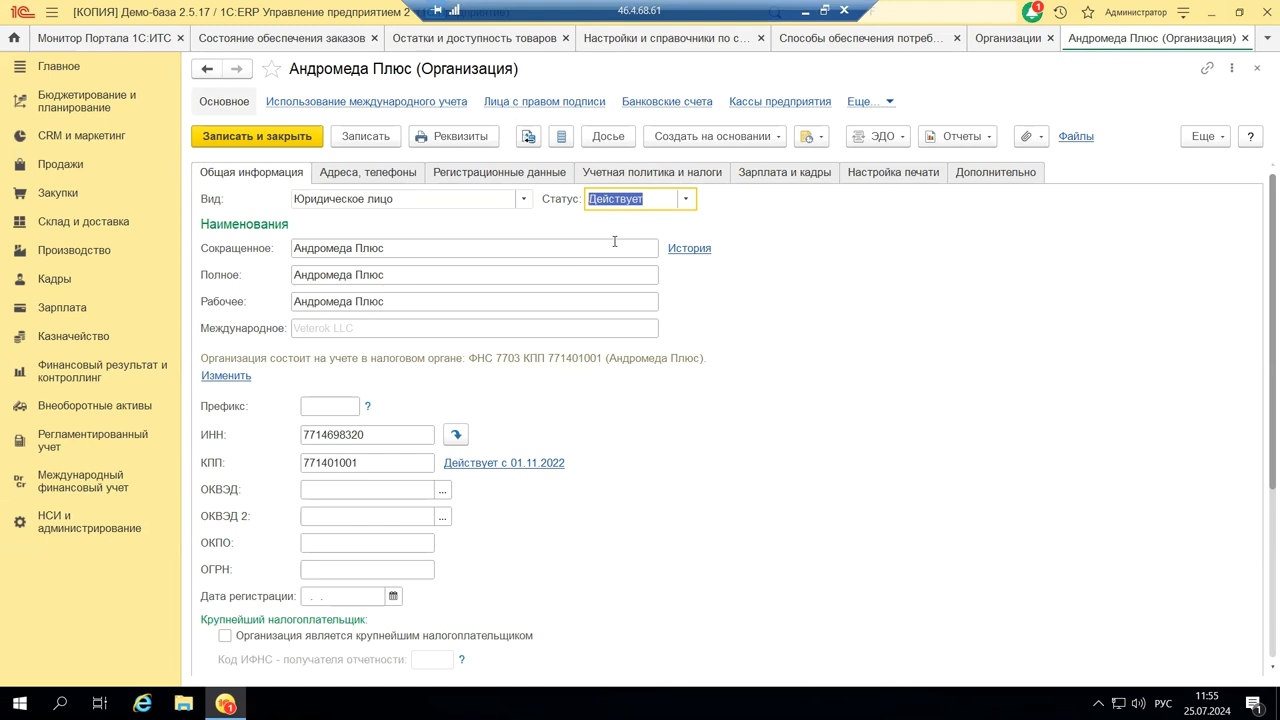 [КОПИЯ] Демо-база 2.5.17 / 1С:ERP Управление предприятием 2
46.4.68.61
Администратор
Монитор Портала 1С:ИТС
Состояние обеспечения заказов
Остатки и доступность товаров
Настройки и справочники по с...
Способы обеспечения потреб...
Организации
Андромеда Плюс (Организация)
Главное
Бюджетирование и
планирование
CRM и маркетинг
Продажи
Закупки
Склад и доставка
Производство
Кадры
Зарплата
Казначейство
Финансовый результат и
контроллинг
Внеоборотные активы
Регламентированный
учет
Международный
финансовый учет
НСИ и
администрирование
Андромеда Плюс (Организация)
Основное
Использование международного учета
Лица с правом подписи
Банковские счета
Кассы предприятия
Еще...
Записать и закрыть
Записать
Реквизиты
Досье
Создать на основании
ЭДО
Отчеты
Файлы
Еще
?
Общая информация
Адреса, телефоны
Регистрационные данные
Учетная политика и налоги
Зарплата и кадры
Настройка печати
Дополнительно
Вид: Юридическое лицо Статус: Действует
Наименования
Сокращенное: Андромеда Плюс История
Полное: Андромеда Плюс
Рабочее: Андромеда Плюс
Международное: Veterok LLC
Организация состоит на учете в налоговом органе: ФНС 7703 КПП 771401001 (Андромеда Плюс).
Изменить
Префикс: ?
ИНН: 7714698320
КПП: 771401001 Действует с 01.11.2022
ОКВЭД: ...
ОКВЭД 2: ...
ОКПО:
ОГРН:
Дата регистрации: . .
Крупнейший налогоплательщик:
Организация является крупнейшим налогоплательщиком
Код ИФНС - получателя отчетности: ?
РУС
11:55
25.07.2024